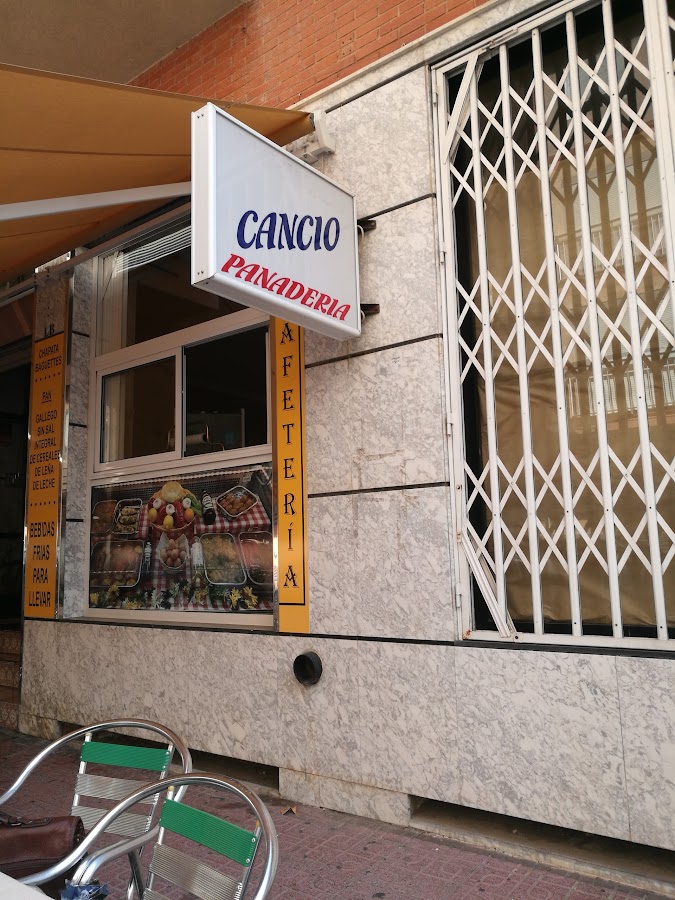 CHAPATA
BAGUETTES
PAN
GALLEGO
SIN SAL
INTEGRAL
DE CEREALES
DE LEÑA
DE LECHE
BEBIDAS
FRIAS
PARA
LLEVAR
CANCIO
PANADERIA
AFETERÍA